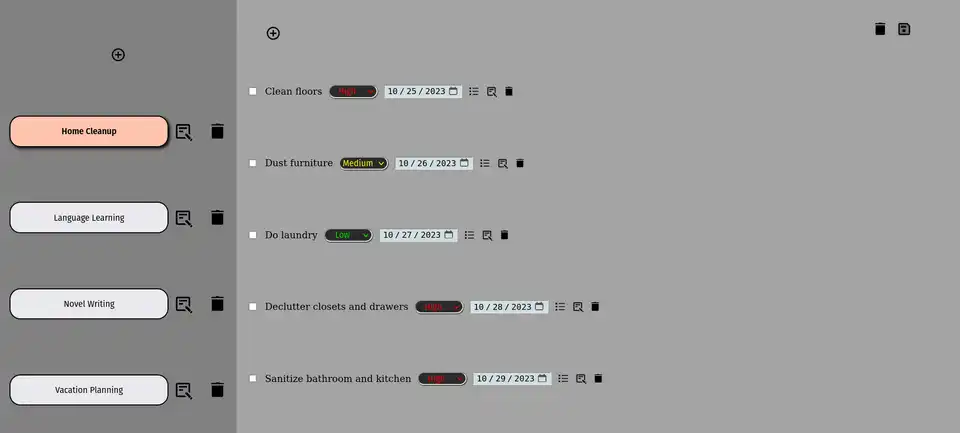 Home Cleanup
Language Learning
Novel Writing
Vacation Planning
Clean floors High 10/25/2023
Dust furniture Medium 10/26/2023
Do laundry Low 10/27/2023
Declutter closets and drawers High 10/28/2023
Sanitize bathroom and kitchen High 10/29/2023